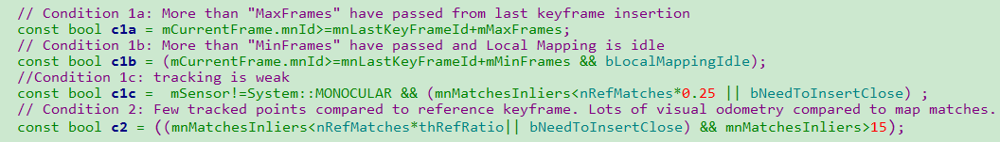 // Condition 1a: More than "MaxFrames" have passed from last keyframe insertion
const bool c1a = mCurrentFrame.mnId>=mnLastKeyFrameId+mMaxFrames;
// Condition 1b: More than "MinFrames" have passed and Local Mapping is idle
const bool c1b = (mCurrentFrame.mnId>=mnLastKeyFrameId+mMinFrames && bLocalMappingIdle);
//Condition 1c: tracking is weak
const bool c1c =  mSensor!=System::MONOCULAR && (mnMatchesInliers<nRefMatches*0.25 || bNeedToInsertClose) ;
// Condition 2: Few tracked points compared to reference keyframe. Lots of visual odometry compared to map matches.
const bool c2 = ((mnMatchesInliers<nRefMatches*thRefRatio|| bNeedToInsertClose) && mnMatchesInliers>15);